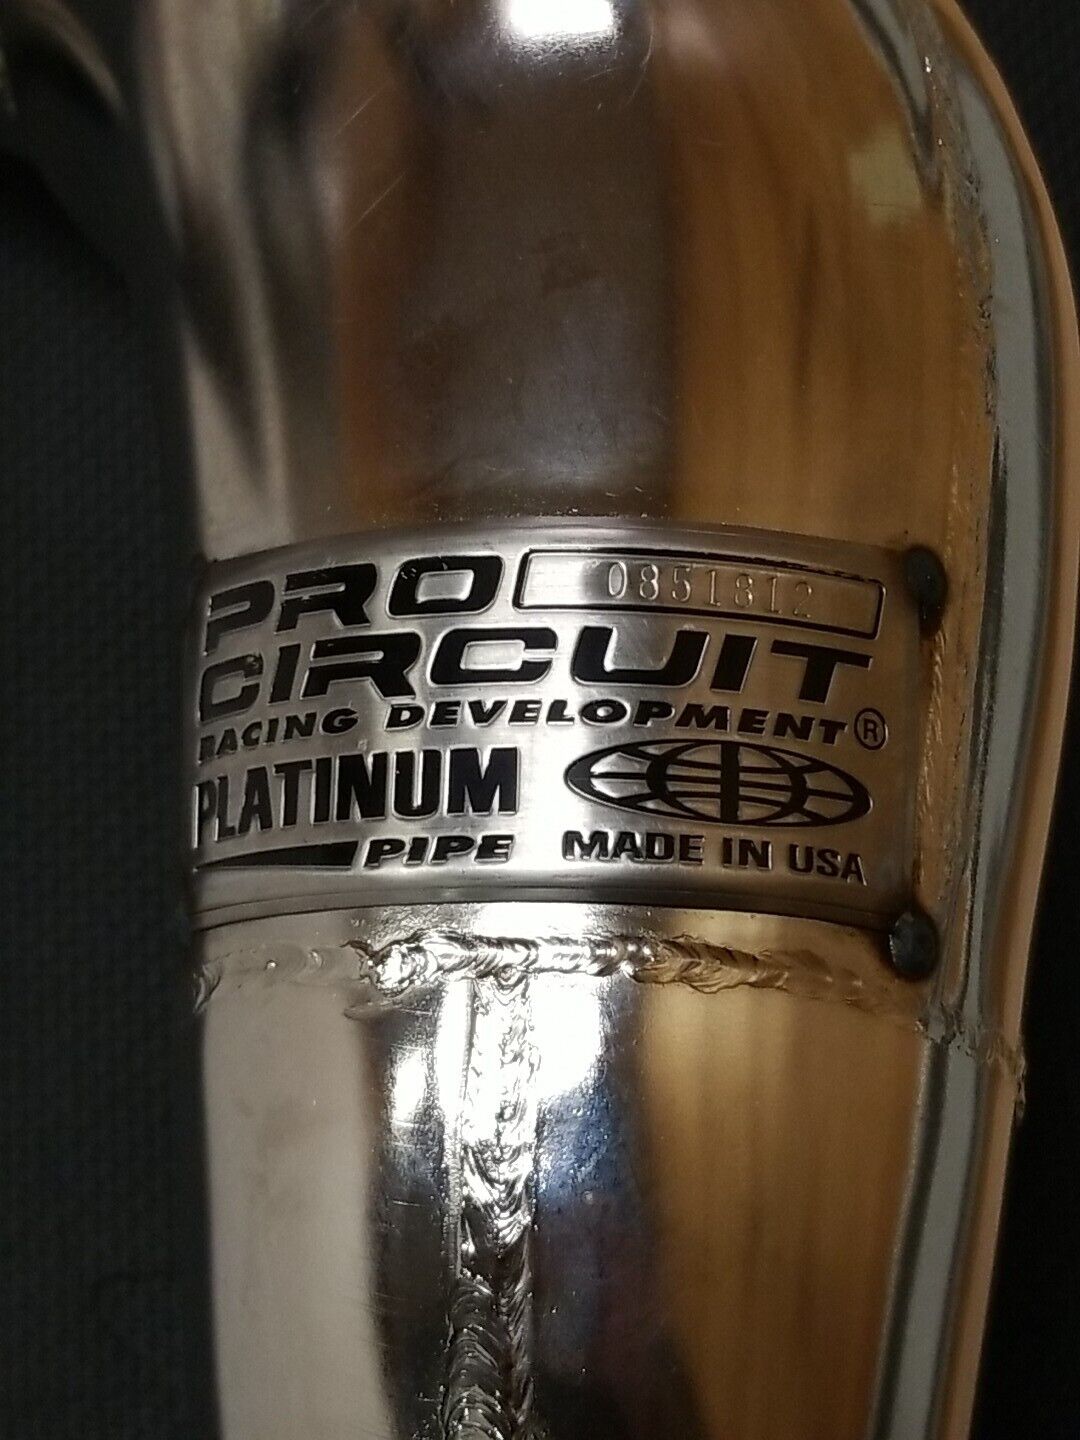 PRO 0851812
CIRCUIT
RACING DEVELOPMENT®
PLATINUM
PIPE MADE IN USA